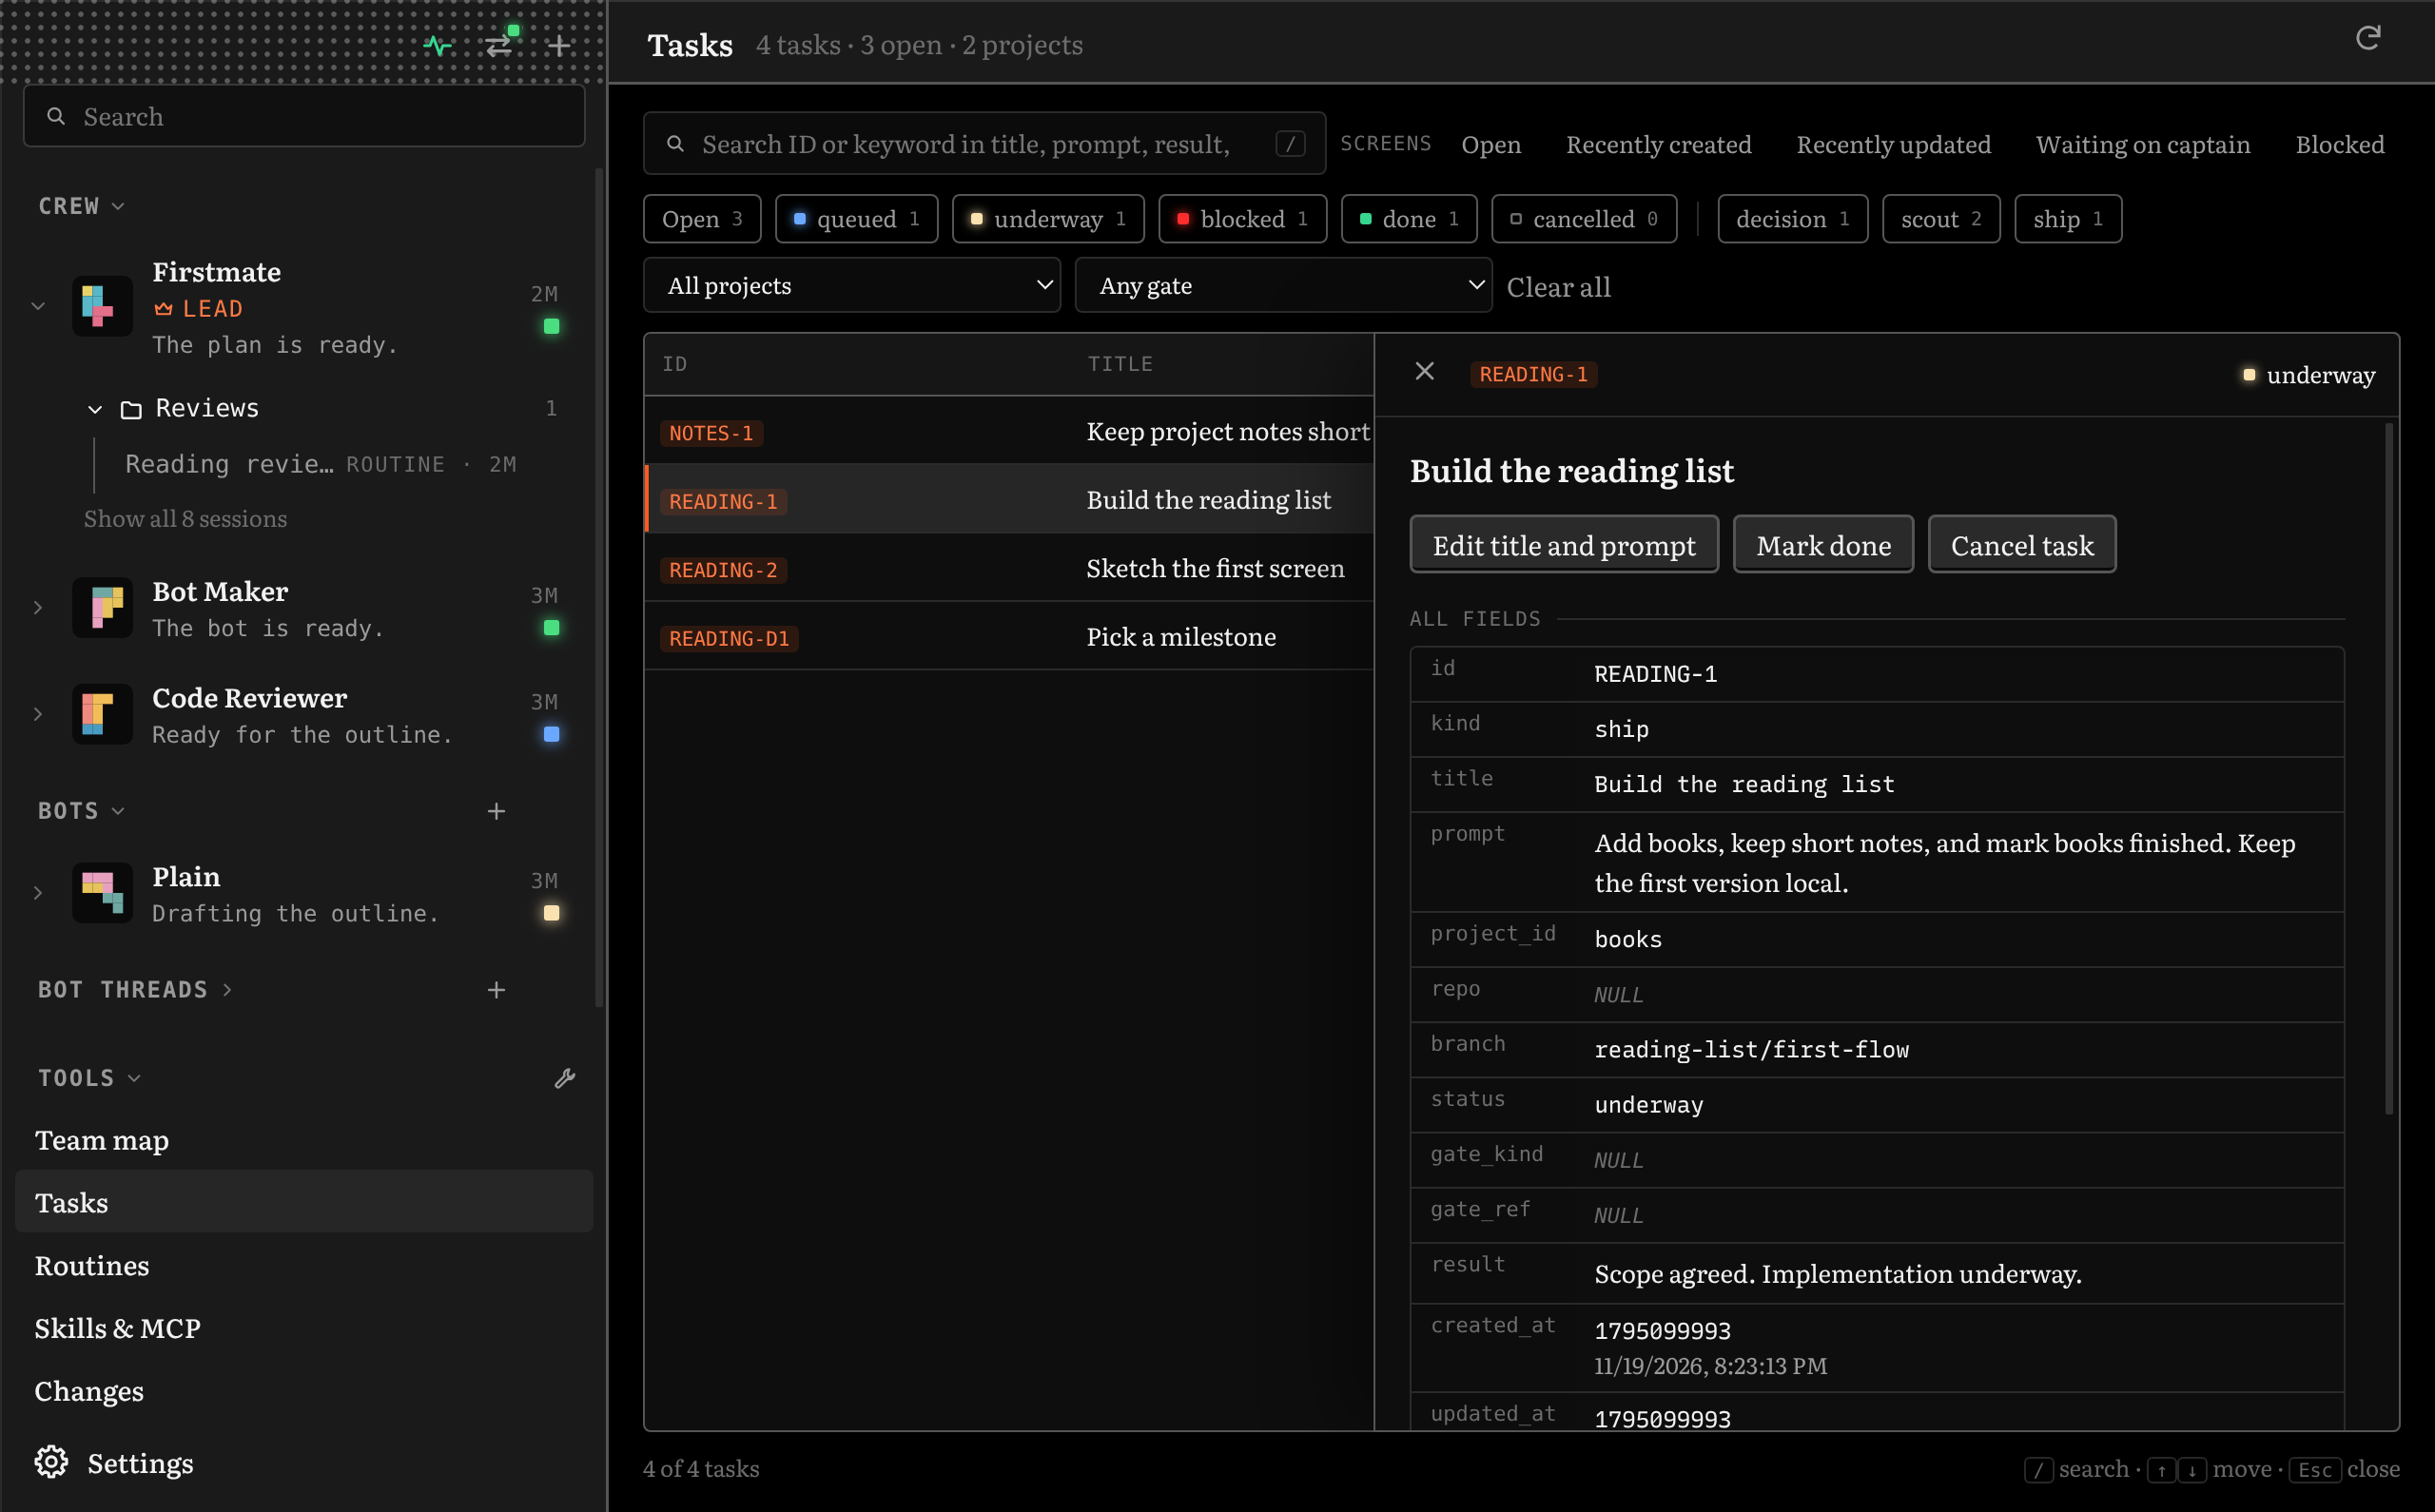 Search
CREW
Firstmate
LEAD
2M
The plan is ready.
Reviews 1
Reading revie… ROUTINE · 2M
Show all 8 sessions
Bot Maker 3M
The bot is ready.
Code Reviewer 3M
Ready for the outline.
BOTS
Plain 3M
Drafting the outline.
BOT THREADS
TOOLS
Team map
Tasks
Routines
Skills & MCP
Changes
Settings
Tasks 4 tasks · 3 open · 2 projects
Search ID or keyword in title, prompt, result, /
SCREENS Open Recently created Recently updated Waiting on captain Blocked
Open 3 queued 1 underway 1 blocked 1 done 1 cancelled 0 decision 1 scout 2 ship 1
All projects Any gate Clear all
ID TITLE
NOTES-1 Keep project notes short
READING-1 Build the reading list
READING-2 Sketch the first screen
READING-D1 Pick a milestone
READING-1 underway
Build the reading list
Edit title and prompt Mark done Cancel task
ALL FIELDS
id READING-1
kind ship
title Build the reading list
prompt Add books, keep short notes, and mark books finished. Keep
the first version local.
project_id books
repo NULL
branch reading-list/first-flow
status underway
gate_kind NULL
gate_ref NULL
result Scope agreed. Implementation underway.
created_at 1795099993
11/19/2026, 8:23:13 PM
updated_at 1795099993
4 of 4 tasks
/ search · ↑ ↓ move · Esc close